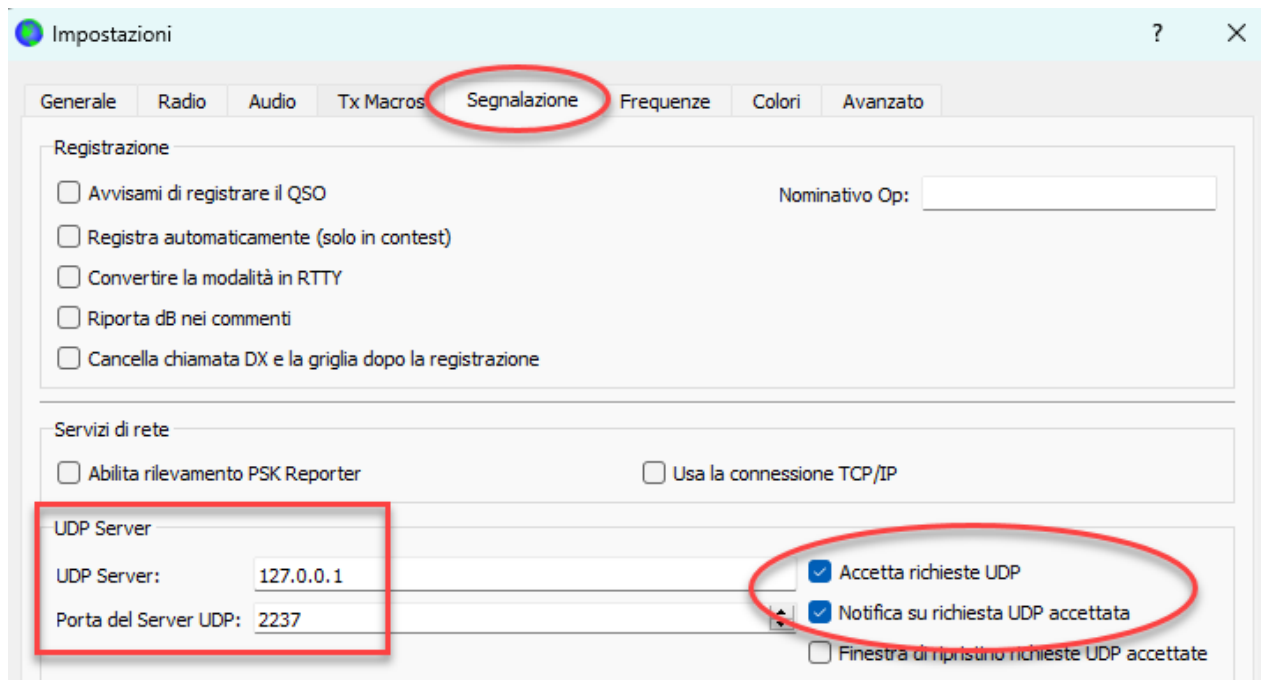 Impostazioni ?
Generale Radio Audio Tx Macros Segnalazione Frequenze Colori Avanzato
Registrazione
Avvisami di registrare il QSO Nominativo Op:
Registra automaticamente (solo in contest)
Convertire la modalità in RTTY
Riporta dB nei commenti
Cancella chiamata DX e la griglia dopo la registrazione
Servizi di rete
Abilita rilevamento PSK Reporter Usa la connessione TCP/IP
UDP Server
UDP Server: 127.0.0.1 Accetta richieste UDP
Porta del Server UDP: 2237 Notifica su richiesta UDP accettata
Finestra di ripristino richieste UDP accettate